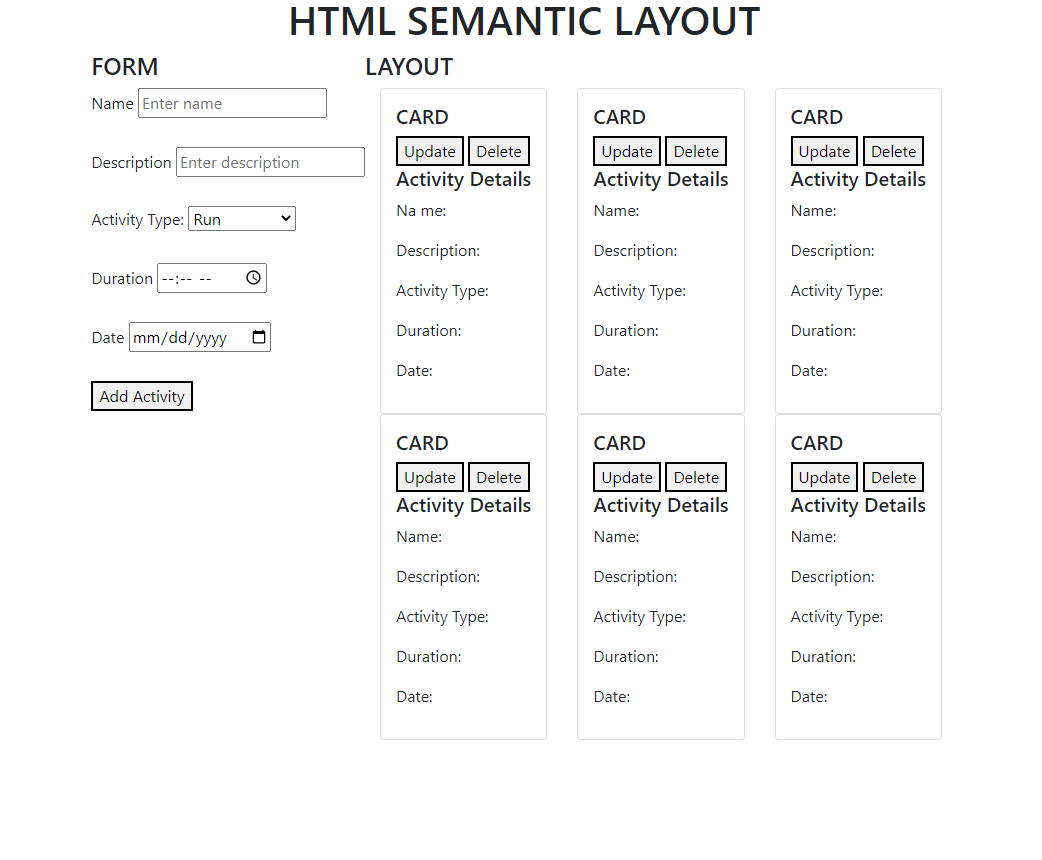 HTML SEMANTIC LAYOUT
FORM
Name Enter name
Description Enter description
Activity Type: Run
Duration --:-- --
Date mm/dd/yyyy
Add Activity
LAYOUT
CARD
Update Delete
Activity Details
Na me:
Description:
Activity Type:
Duration:
Date:
CARD
Update Delete
Activity Details
Name:
Description:
Activity Type:
Duration:
Date:
CARD
Update Delete
Activity Details
Name:
Description:
Activity Type:
Duration:
Date:
CARD
Update Delete
Activity Details
Name:
Description:
Activity Type:
Duration:
Date:
CARD
Update Delete
Activity Details
Name:
Description:
Activity Type:
Duration:
Date:
CARD
Update Delete
Activity Details
Name:
Description:
Activity Type:
Duration:
Date: